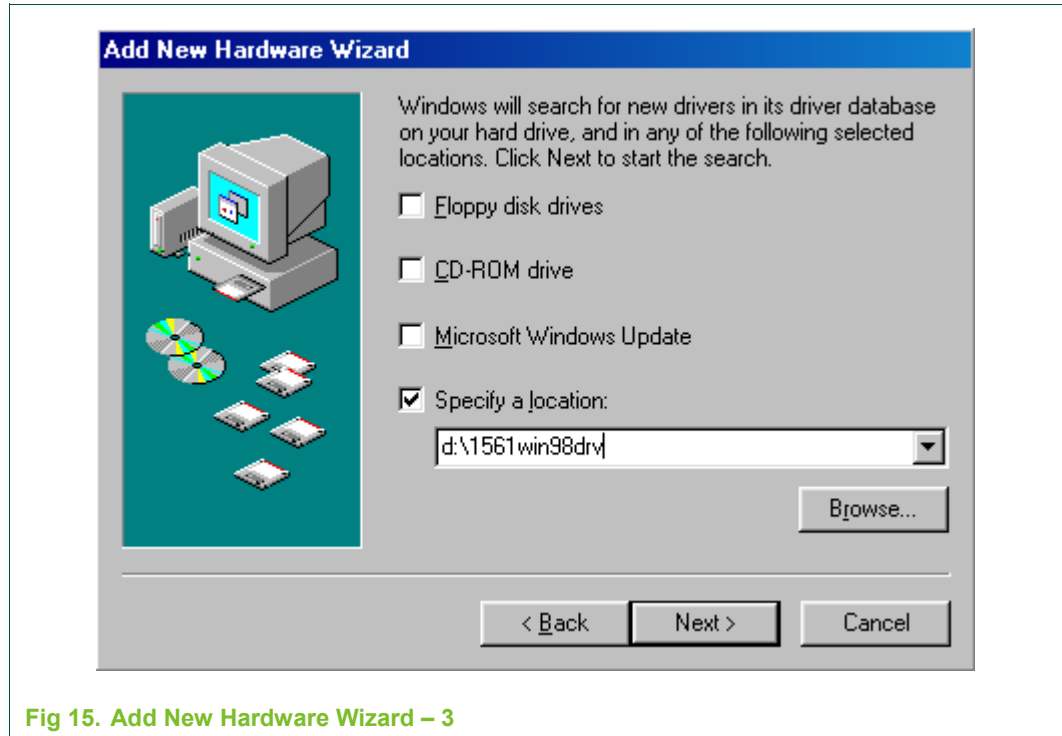 Add New Hardware Wizard
Windows will search for new drivers in its driver database
on your hard drive, and in any of the following selected
locations. Click Next to start the search.
Floppy disk drives
CD-ROM drive
Microsoft Windows Update
Specify a location:
d:\1561win98drv
Browse...
< Back
Next >
Cancel
Fig 15. Add New Hardware Wizard – 3